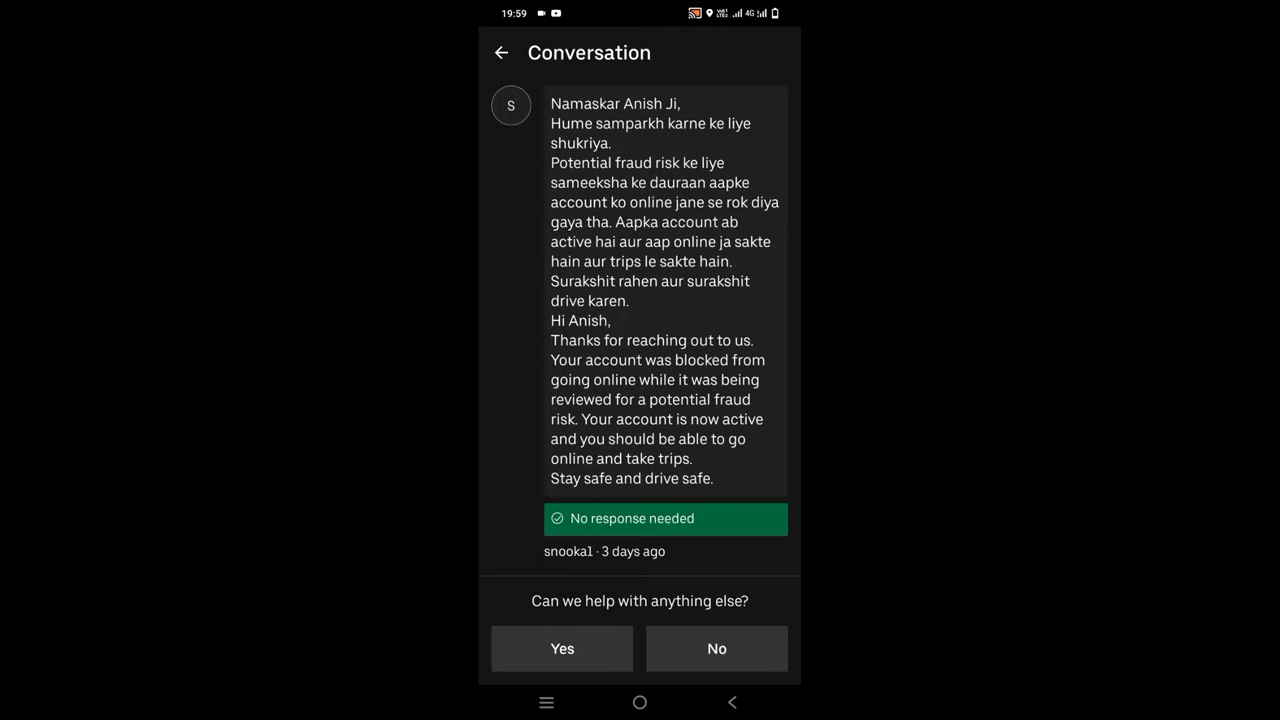 19:59
4G
Conversation
S
Namaskar Anish Ji,
Hume samparkh karne ke liye
shukriya.
Potential fraud risk ke liye
sameeksha ke dauraan aapke
account ko online jane se rok diya
gaya tha. Aapka account ab
active hai aur aap online ja sakte
hain aur trips le sakte hain.
Surakshit rahen aur surakshit
drive karen.
Hi Anish,
Thanks for reaching out to us.
Your account was blocked from
going online while it was being
reviewed for a potential fraud
risk. Your account is now active
and you should be able to go
online and take trips.
Stay safe and drive safe.
No response needed
snooka1 · 3 days ago
Can we help with anything else?
Yes
No